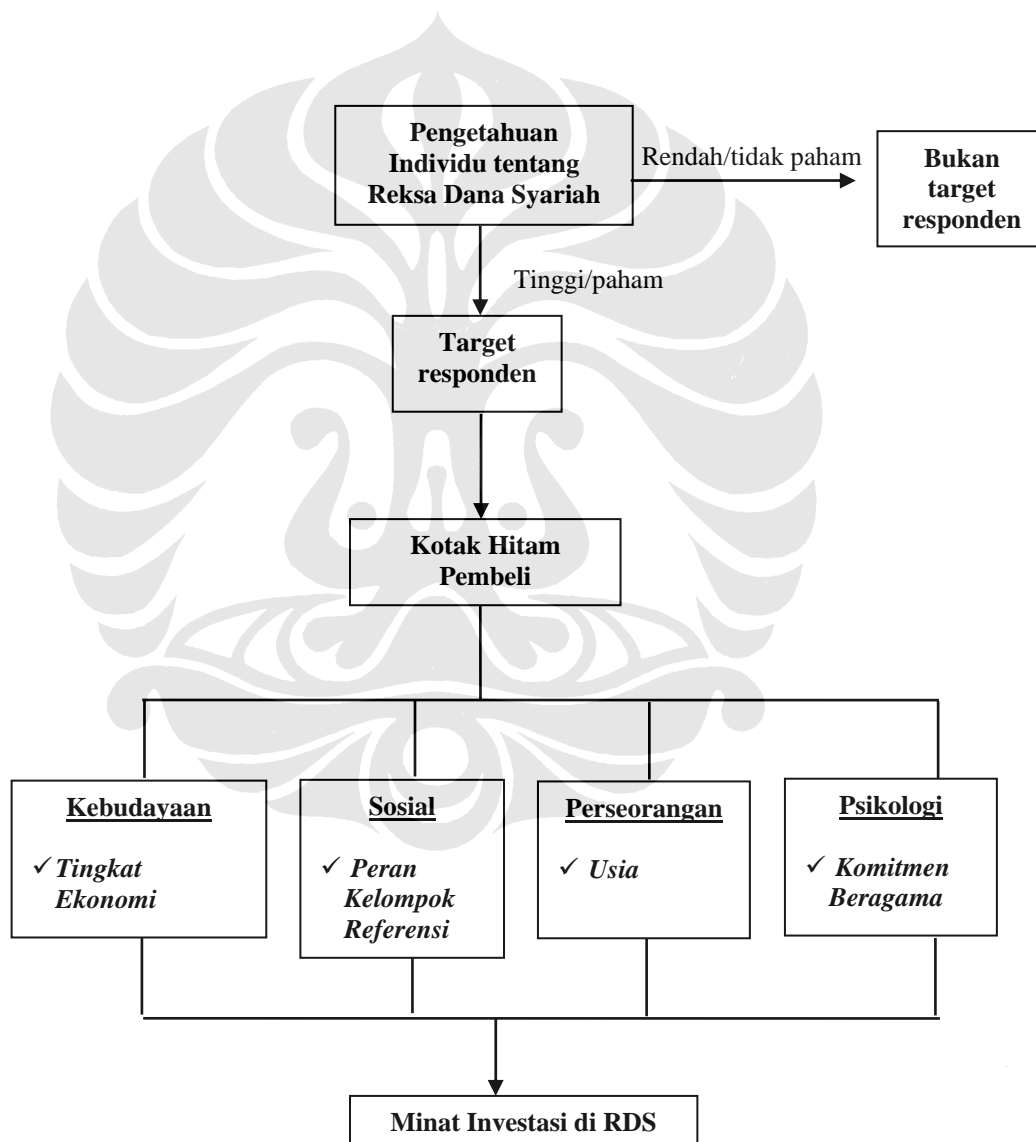 Pengetahuan
Individu tentang
Reksa Dana Syariah
Rendah/tidak paham
Bukan
target
responden
Tinggi/paham
Target
responden
Kotak Hitam
Pembeli
Kebudayaan
✓ Tingkat
Ekonomi
Sosial
✓ Peran
Kelompok
Referensi
Perseorangan
✓ Usia
Psikologi
✓ Komitmen
Beragama
Minat Investasi di RDS